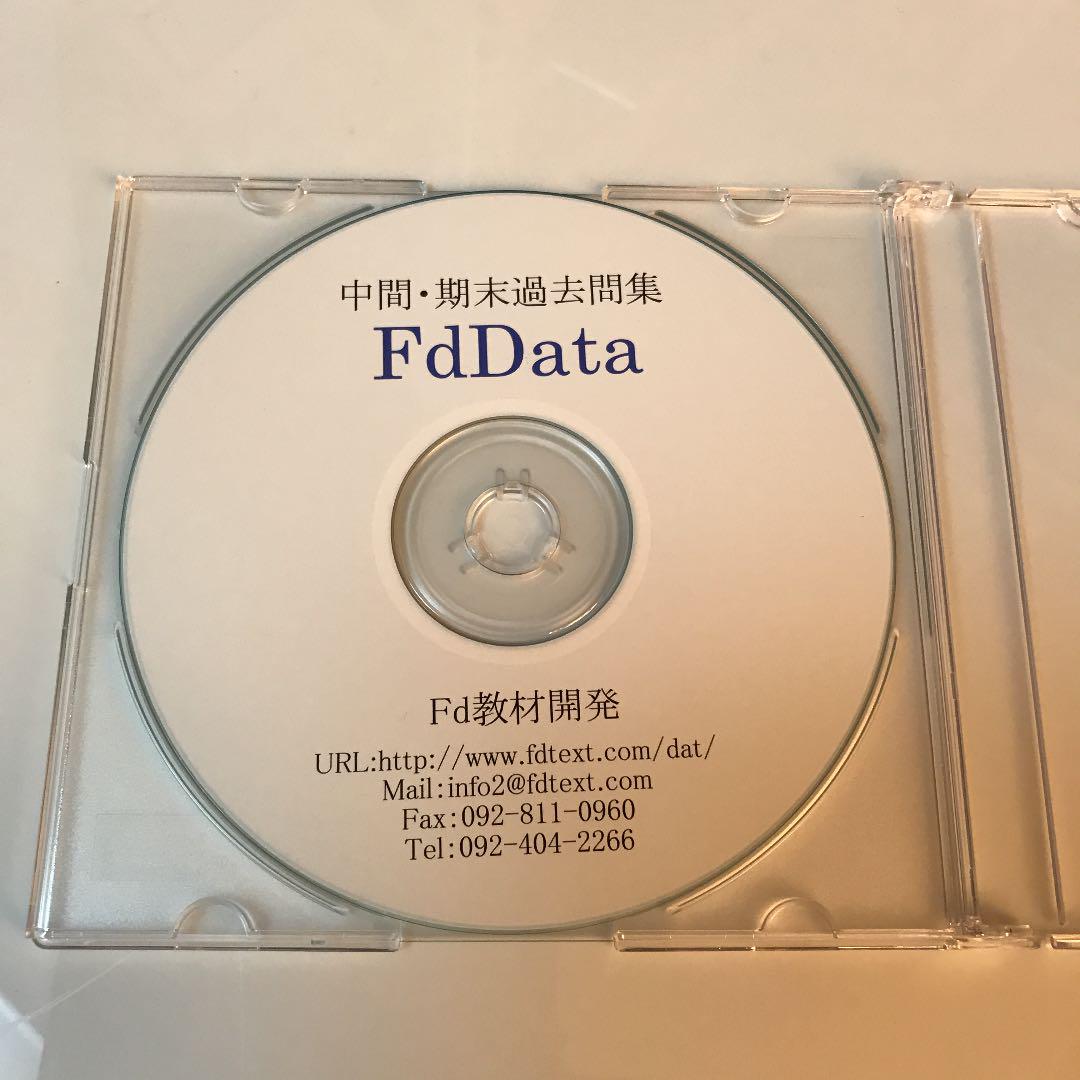 中間・期末過去問集
FdData
Fd教材開発
URL:http://www.fdtext.com/dat/
Mail:info2@fdtext.com
Fax:092-811-0960
Tel:092-404-2266